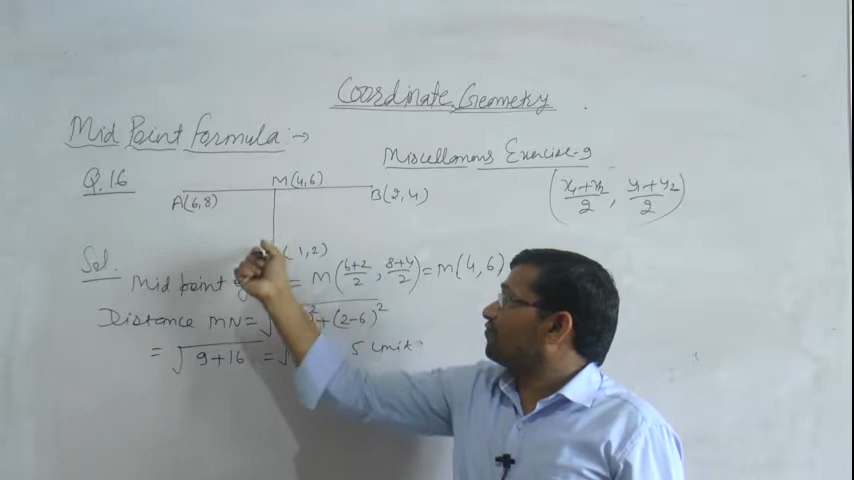 Coordinate Geometry
Mid Point Formula:→
Miscellanous Exercise-9
Q.16
M(4,6)
A(6,8)
B(2,4)
(x₁+x₂/2, y₁+y₂/2)
(1,2)
Sol. Mid point = M(6+2/2, 8+4/2) = M(4,6)
Distance MN = √ ²+(2-6)²
= √9+16 = √ 5 Units